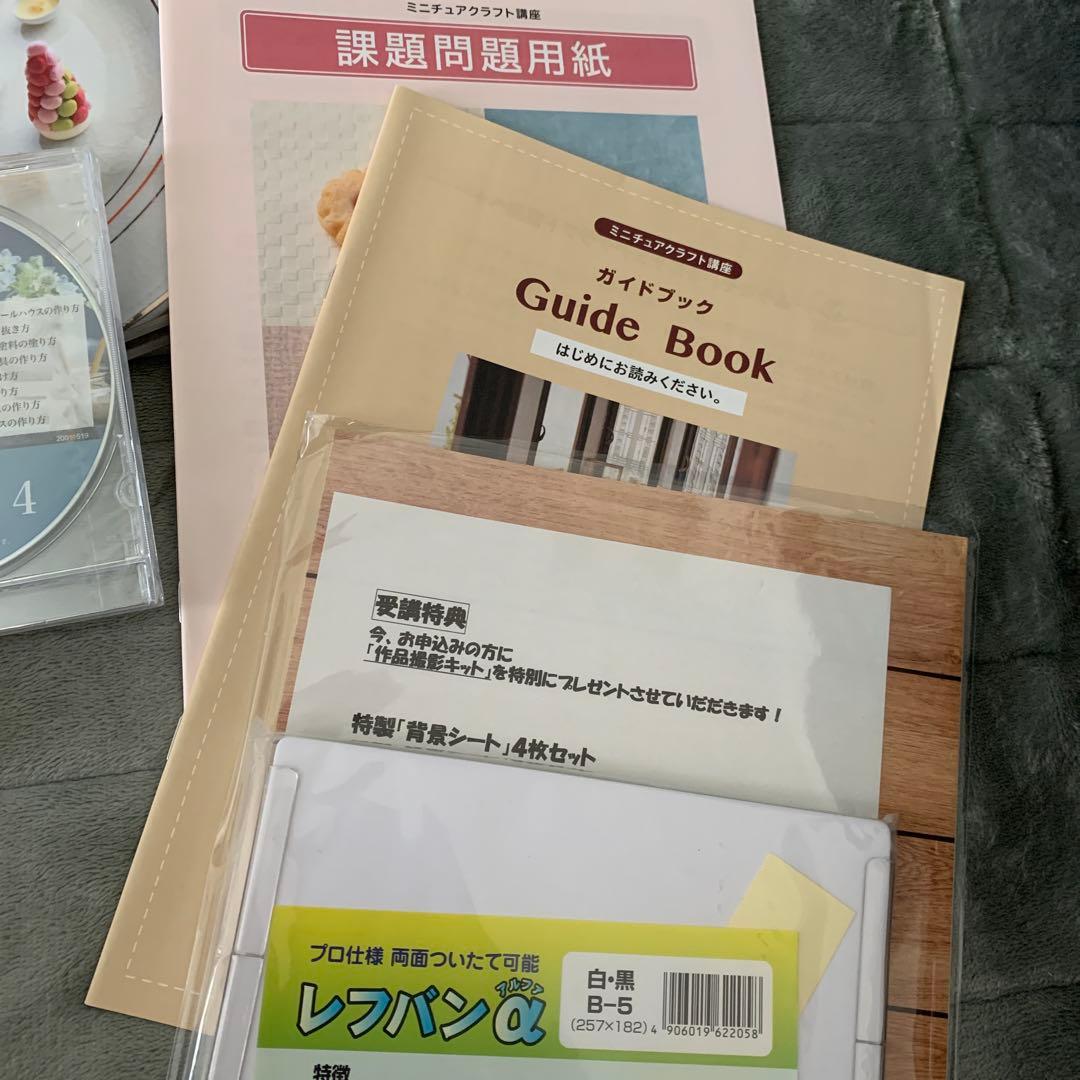 ミニチュアクラフト講座
課題問題用紙
ミニチュアクラフト講座
ガイドブック
Guide Book
はじめにお読みください。
ールハウスの作り方
抜き方
塗料の塗り方
具の作り方
け方
り方
の作り方
スの作り方
20019519
4
受講特典
今、お申込みの方に
「作品撮影キット」を特別にプレゼントさせていだだきます!
特製「背景シート」4枚セット
プロ仕様 両面ついたて可能
レフバンα
アルファ
白・黒
B-5
(257×182)
4 906019 622058
特徴